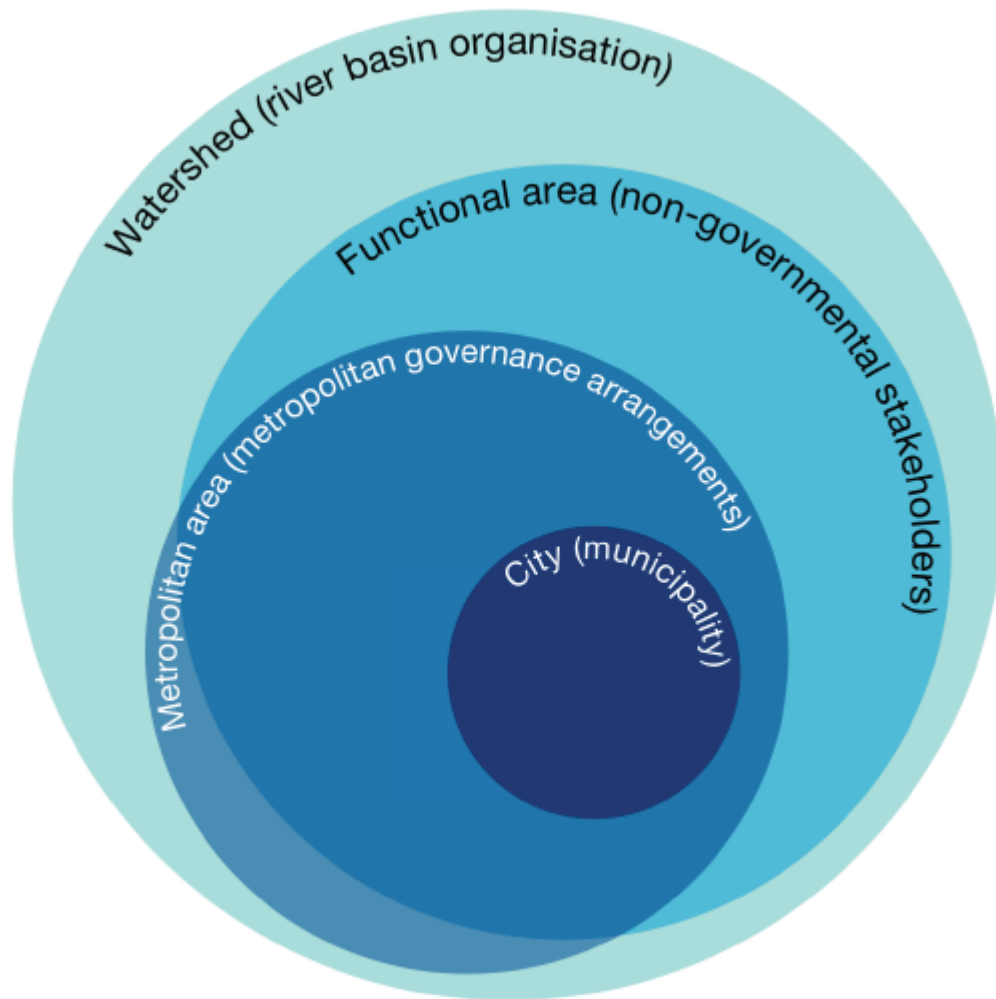 Watershed (river basin organisation)
Functional area (non-governmental stakeholders)
Metropolitan area (metropolitan governance arrangements)
City (municipality)